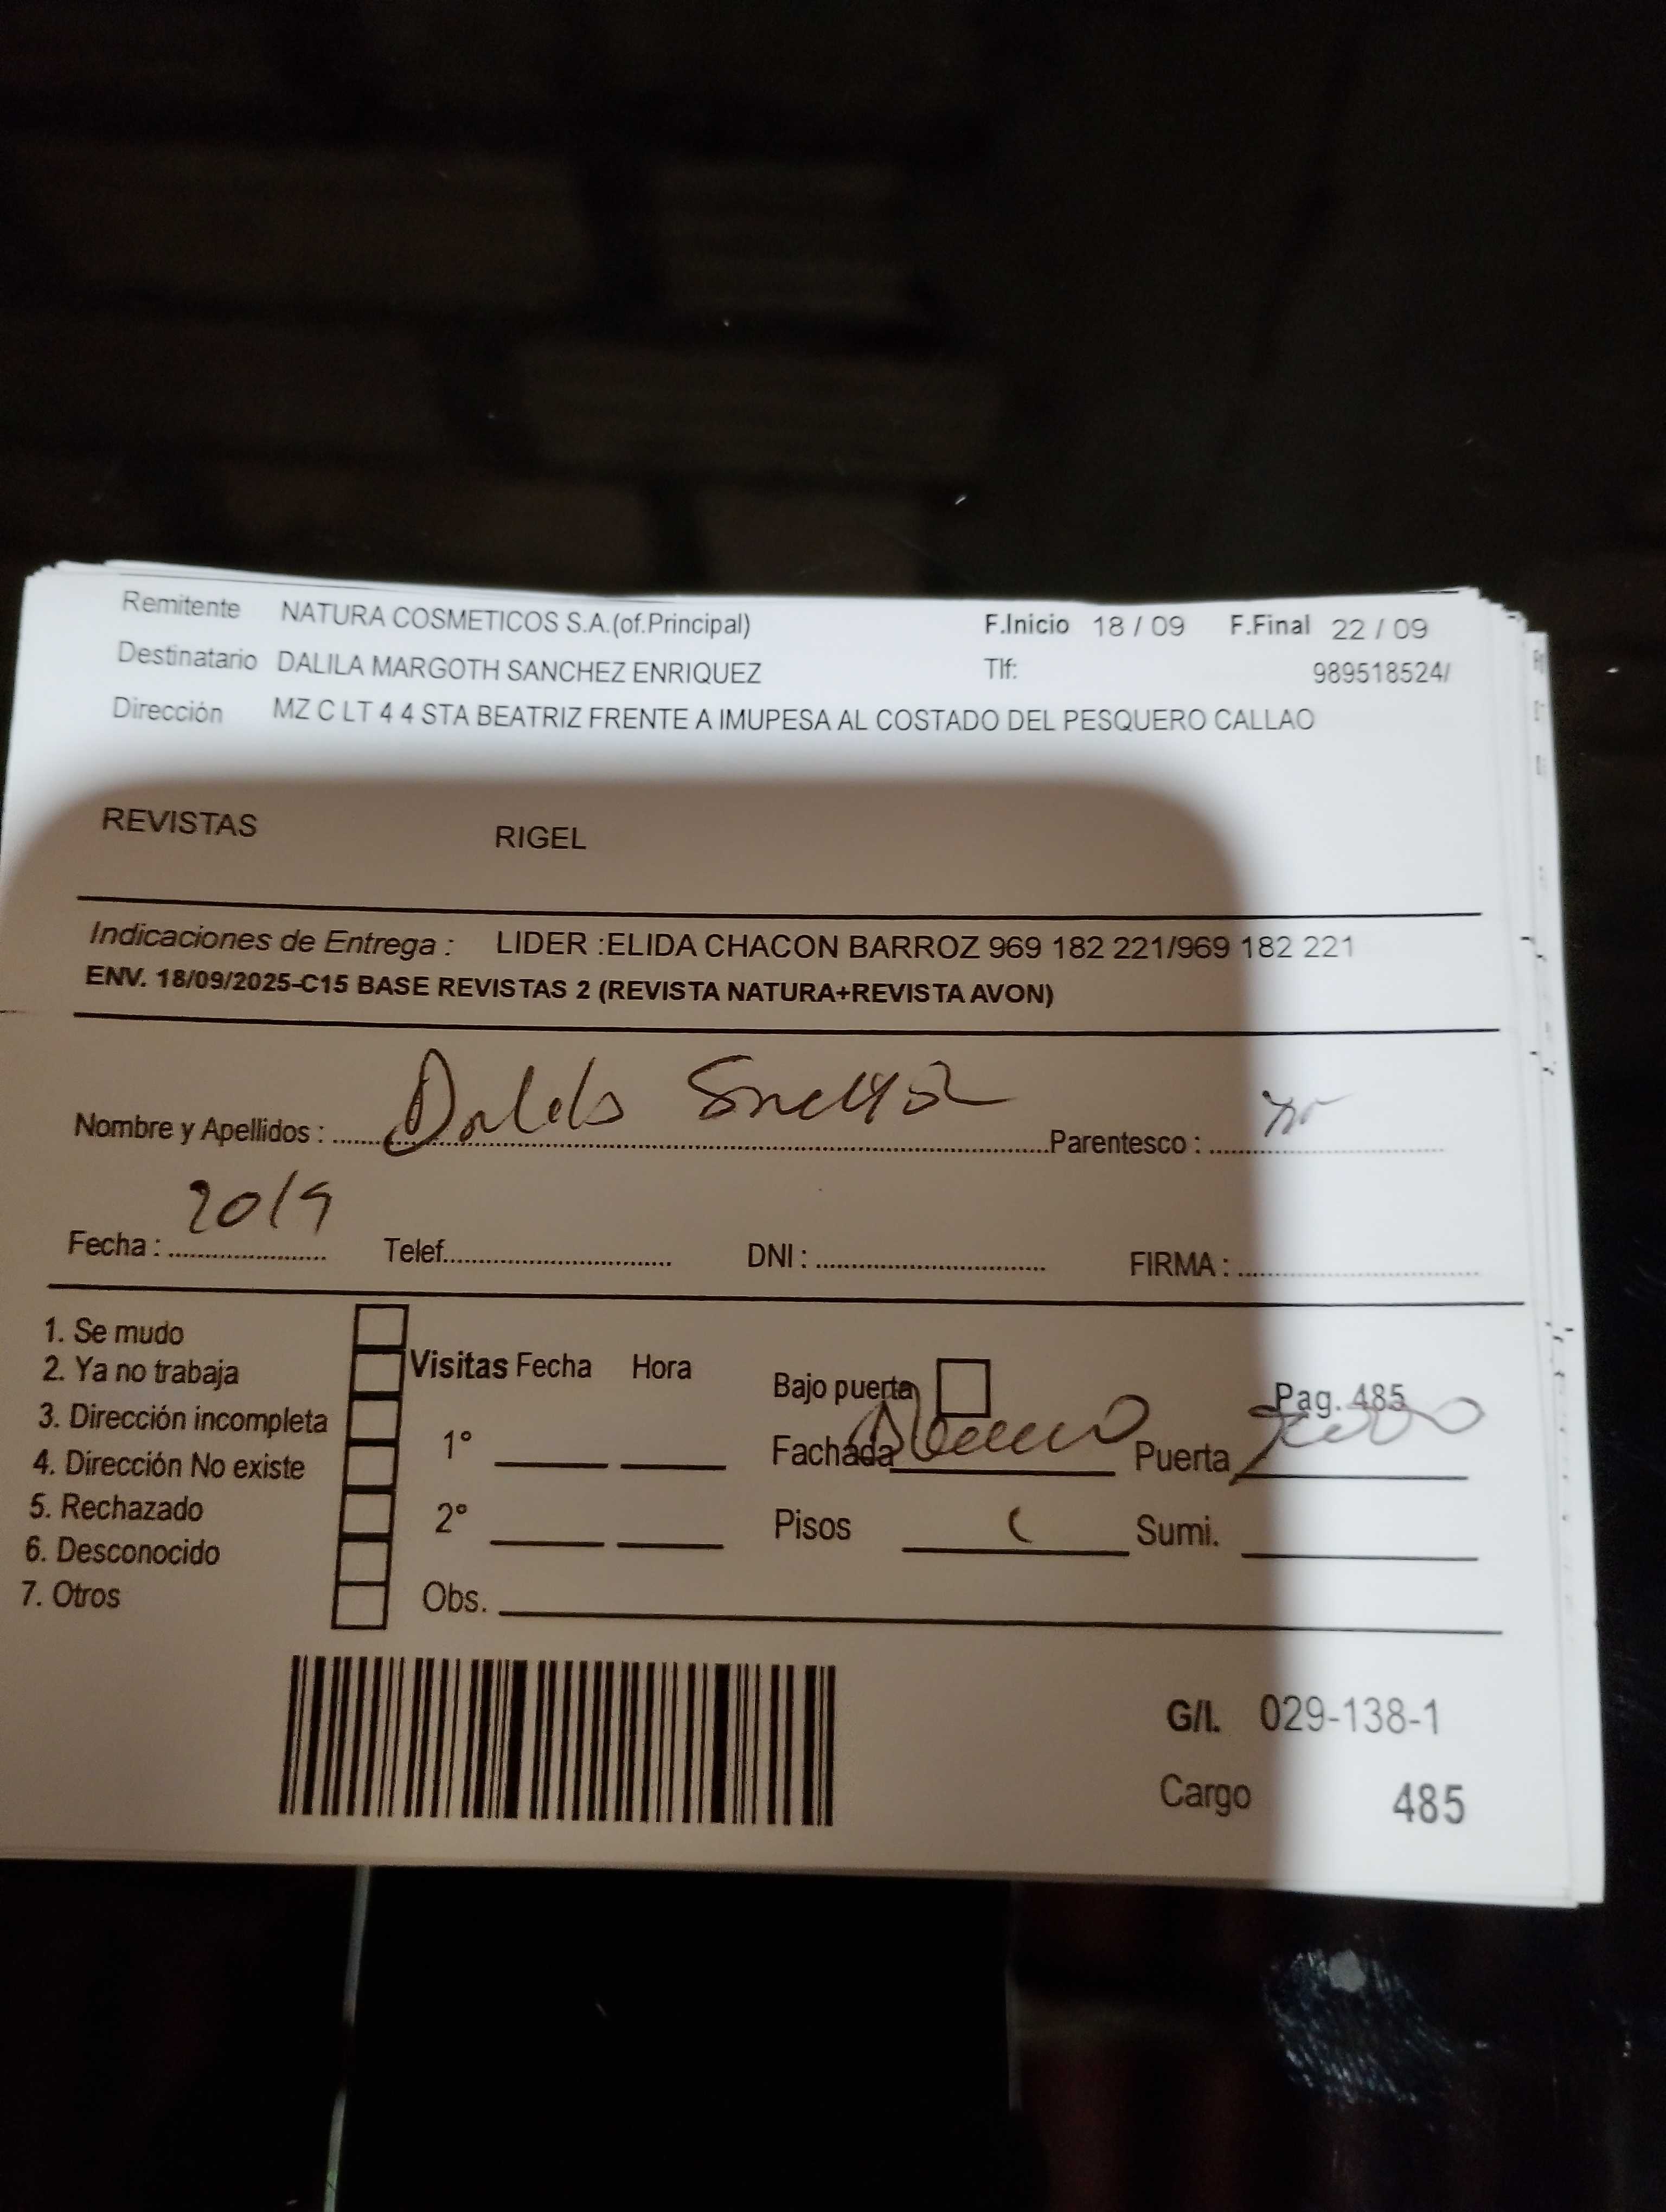 Remitente NATURA COSMETICOS S.A.(of.Principal) F.Inicio 18 / 09 F.Final 22 / 09
Destinatario DALILA MARGOTH SANCHEZ ENRIQUEZ Tlf: 989518524/
Dirección MZ C LT 4 4 STA BEATRIZ FRENTE A IMUPESA AL COSTADO DEL PESQUERO CALLAO
REVISTAS RIGEL
Indicaciones de Entrega : LIDER :ELIDA CHACON BARROZ 969 182 221/969 182 221
ENV. 18/09/2025-C15 BASE REVISTAS 2 (REVISTA NATURA+REVISTA AVON)
Nombre y Apellidos : Dalila Parentesco :
Fecha : 20/9 Telef. DNI : FIRMA :
1. Se mudo
2. Ya no trabaja
3. Dirección incompleta
4. Dirección No existe
5. Rechazado
6. Desconocido
7. Otros
Visitas Fecha Hora
1°
2°
Obs.
Bajo puerta Pag. 485
Fachada Puerta
Pisos Sumi.
G/I. 029-138-1
Cargo 485